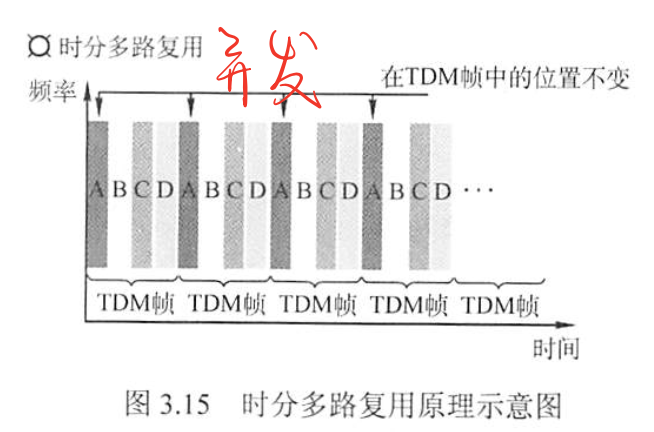 时分多路复用 并发
频率
在TDM帧中的位置不变
A B C D A B C D A B C D A B C D ···
TDM帧 TDM帧 TDM帧 TDM帧 TDM帧
时间
图 3.15 时分多路复用原理示意图